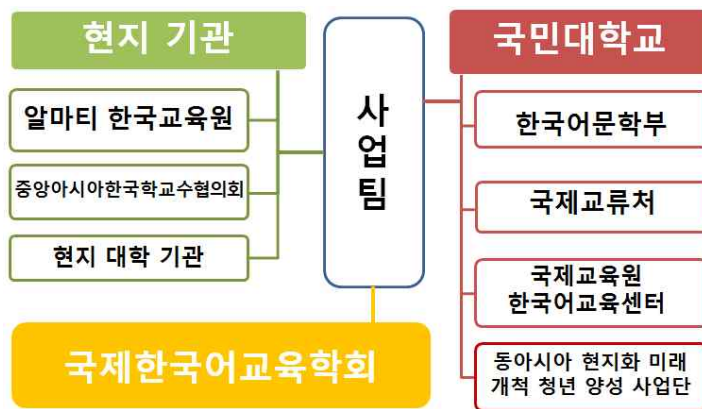 현지 기관
알마티 한국교육원
중앙아시아한국학교수협의회
현지 대학 기관
사
업
팀
국민대학교
한국어문학부
국제교류처
국제교육원
한국어교육센터
동아시아 현지화 미래
개척 청년 양성 사업단
국제한국어교육학회